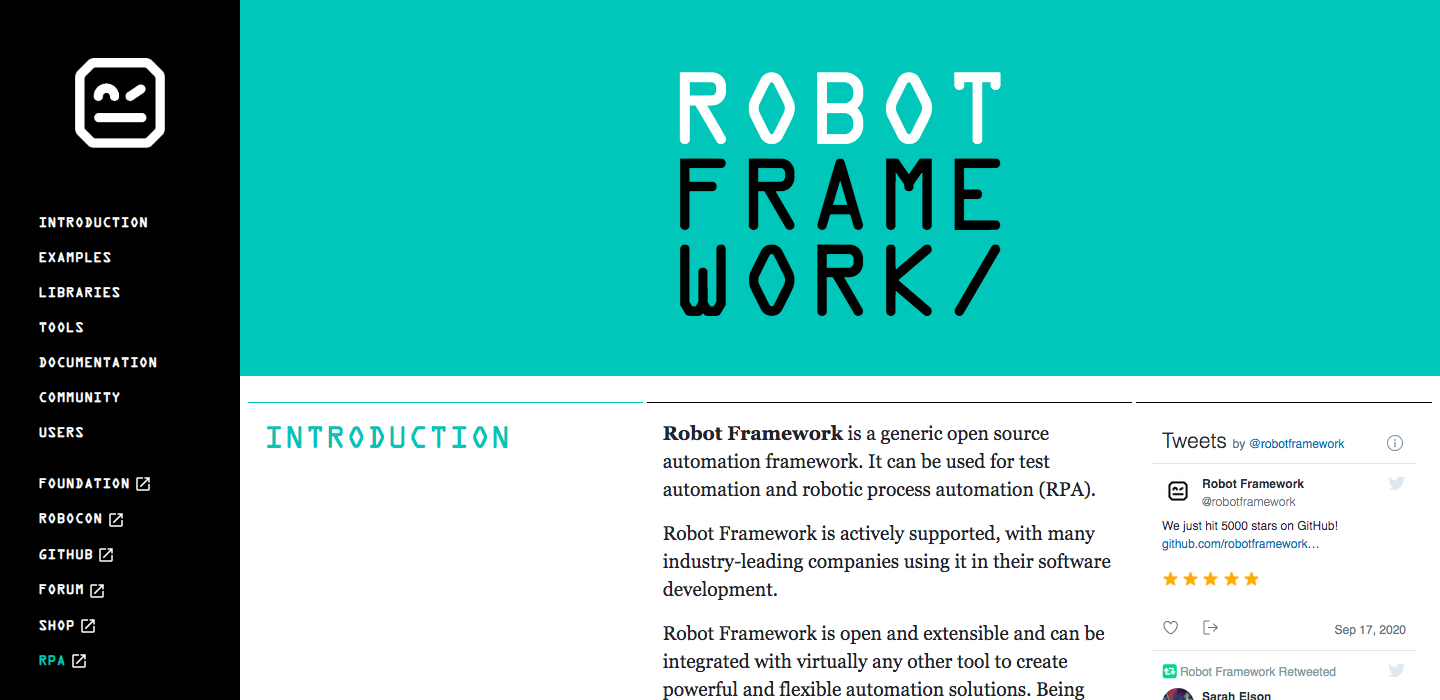 INTRODUCTION
EXAMPLES
LIBRARIES
TOOLS
DOCUMENTATION
COMMUNITY
USERS
FOUNDATION
ROBOCON
GITHUB
FORUM
SHOP
RPA
ROBOT
FRAME
WORK/
INTRODUCTION
Robot Framework is a generic open source
automation framework. It can be used for test
automation and robotic process automation (RPA).
Robot Framework is actively supported, with many
industry-leading companies using it in their software
development.
Robot Framework is open and extensible and can be
integrated with virtually any other tool to create
powerful and flexible automation solutions. Being
Tweets by @robotframework
Robot Framework
@robotframework
We just hit 5000 stars on GitHub!
github.com/robotframework…
Sep 17, 2020
Robot Framework Retweeted
Sarah Elson